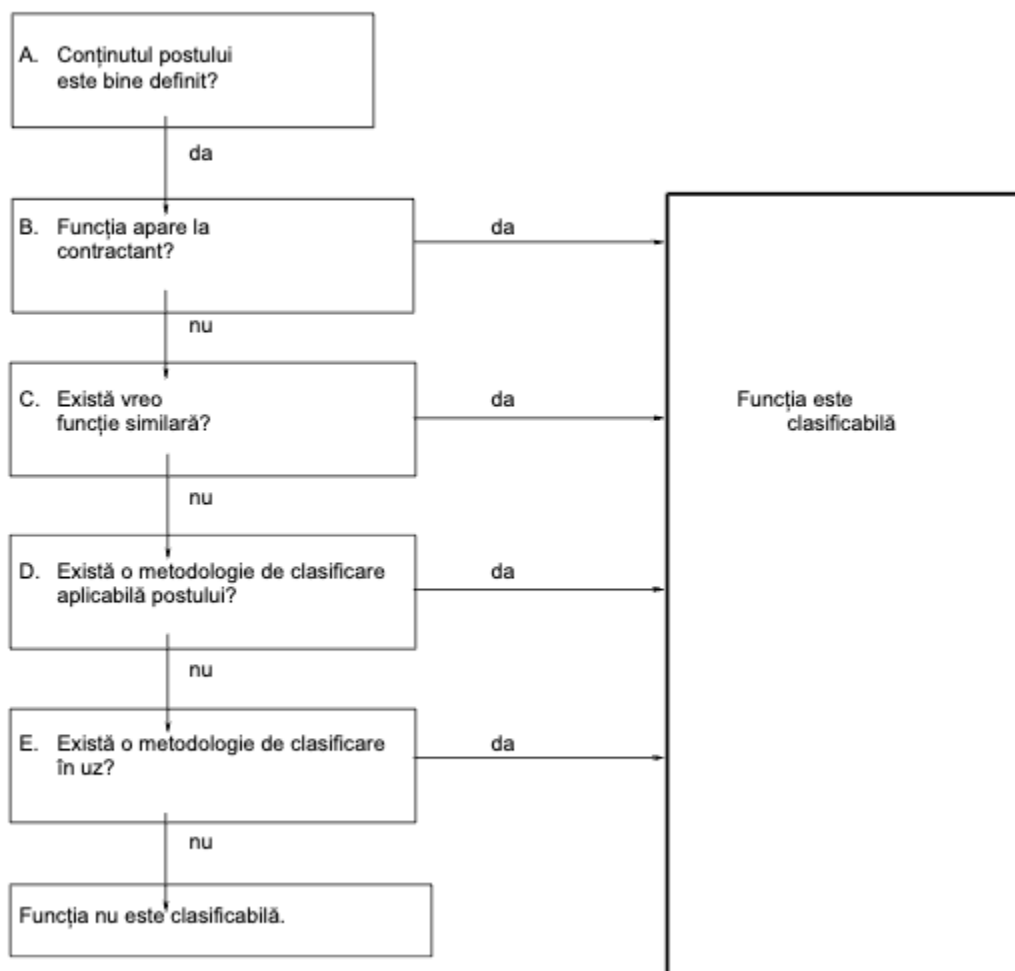 A. Conținutul postului
este bine definit?
da
B. Funcția apare la
contractant?
da
nu
C. Există vreo
funcție similară?
da
Funcția este
clasificabilă
nu
D. Există o metodologie de clasificare
aplicabilă postului?
da
nu
E. Există o metodologie de clasificare
în uz?
da
nu
Funcția nu este clasificabilă.